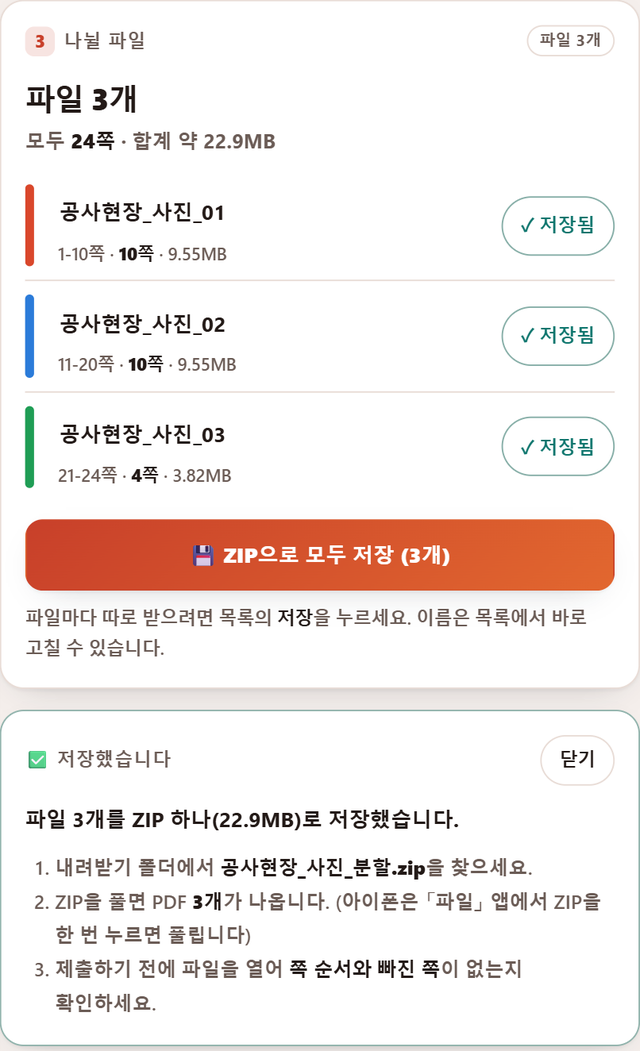 3 나뉠 파일
파일 3개
파일 3개
모두 24쪽 · 합계 약 22.9MB
공사현장_사진_01
1-10쪽 · 10쪽 · 9.55MB
✓ 저장됨
공사현장_사진_02
11-20쪽 · 10쪽 · 9.55MB
✓ 저장됨
공사현장_사진_03
21-24쪽 · 4쪽 · 3.82MB
✓ 저장됨
💾 ZIP으로 모두 저장 (3개)
파일마다 따로 받으려면 목록의 저장을 누르세요. 이름은 목록에서 바로
고칠 수 있습니다.
✅ 저장했습니다
닫기
파일 3개를 ZIP 하나(22.9MB)로 저장했습니다.
1. 내려받기 폴더에서 공사현장_사진_분할.zip을 찾으세요.
2. ZIP을 풀면 PDF 3개가 나옵니다. (아이폰은 「파일」 앱에서 ZIP을
한 번 누르면 풀립니다)
3. 제출하기 전에 파일을 열어 쪽 순서와 빠진 쪽이 없는지
확인하세요.